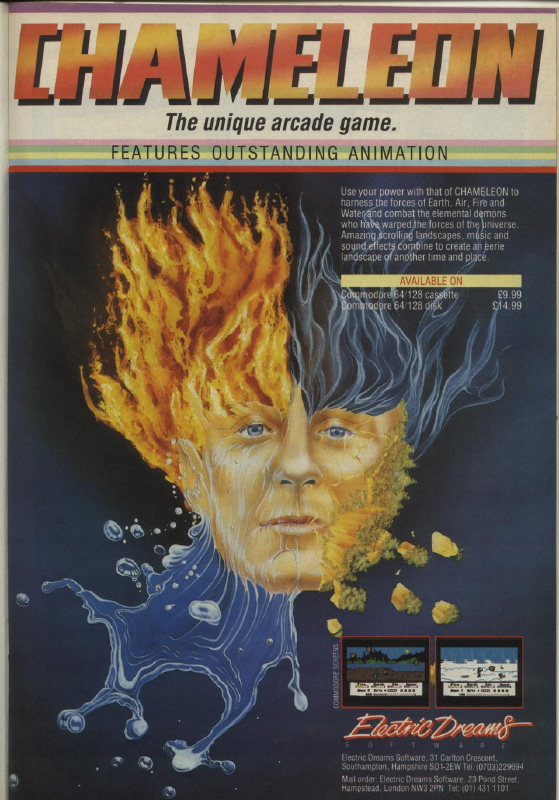 CHAMELEON
The unique arcade game.
FEATURES OUTSTANDING ANIMATION
Use your power with that of CHAMELEON to
harness the forces of Earth, Air, Fire and
Water and combat the elemental demons
who have warped the forces of the universe.
Amazing scrolling landscapes, music and
sound effects combine to create an eerie
landscape of another time and place.
AVAILABLE ON
Commodore 64/128 cassette £9.99
Commodore 64/128 disk £14.99
COMMODORE SCREENS
Electric Dreams
SOFTWARE
Electric Dreams Software, 31 Carlton Crescent,
Southampton, Hampshire SO1-2EW Tel: (0703)229694
Mail order: Electric Dreams Software, 23 Pond Street,
Hampstead, London NW3 2PN Tel: (01) 431 1101